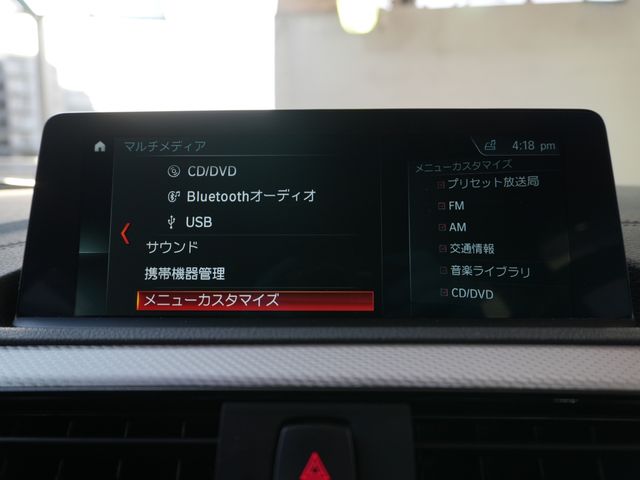 マルチメディア
4:18 pm
CD/DVD
Bluetoothオーディオ
USB
サウンド
携帯機器管理
メニューカスタマイズ
メニューカスタマイズ
プリセット放送局
FM
AM
交通情報
音楽ライブラリ
CD/DVD